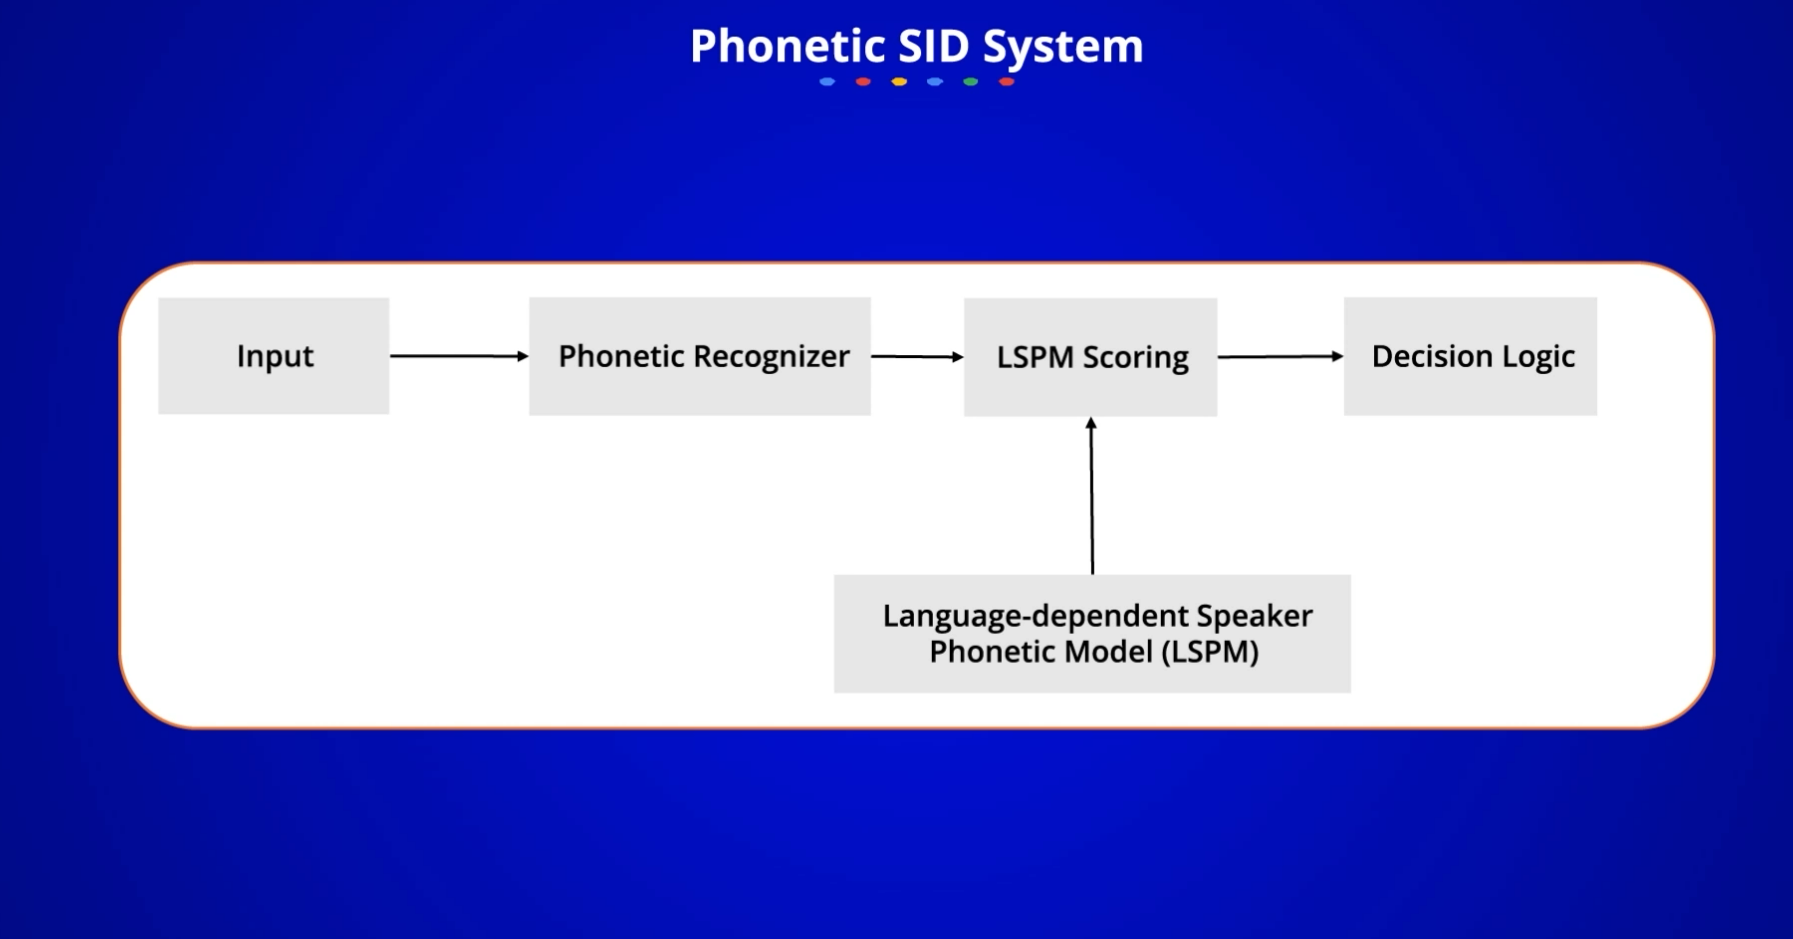 Phonetic SID System
Input
Phonetic Recognizer
LSPM Scoring
Decision Logic
Language-dependent Speaker
Phonetic Model (LSPM)